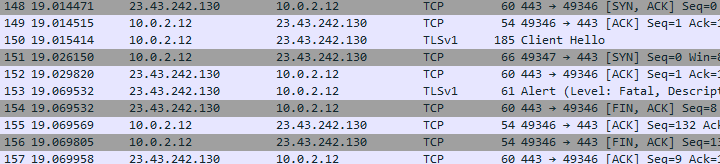 148 19.014471 23.43.242.130 10.0.2.12 TCP 60 443 → 49346 [SYN, ACK] Seq=0
149 19.014515 10.0.2.12 23.43.242.130 TCP 54 49346 → 443 [ACK] Seq=1 Ack=1
150 19.015414 10.0.2.12 23.43.242.130 TLSv1 185 Client Hello
151 19.026150 10.0.2.12 23.43.242.130 TCP 66 49347 → 443 [SYN] Seq=0 Win=8
152 19.029820 23.43.242.130 10.0.2.12 TCP 60 443 → 49346 [ACK] Seq=1 Ack=1
153 19.069532 23.43.242.130 10.0.2.12 TLSv1 61 Alert (Level: Fatal, Descript
154 19.069532 23.43.242.130 10.0.2.12 TCP 60 443 → 49346 [FIN, ACK] Seq=8
155 19.069569 10.0.2.12 23.43.242.130 TCP 54 49346 → 443 [ACK] Seq=132 Ack
156 19.069805 10.0.2.12 23.43.242.130 TCP 54 49346 → 443 [FIN, ACK] Seq=13
157 19.069958 23.43.242.130 10.0.2.12 TCP 60 443 → 49346 [ACK] Seq=9 Ack=1